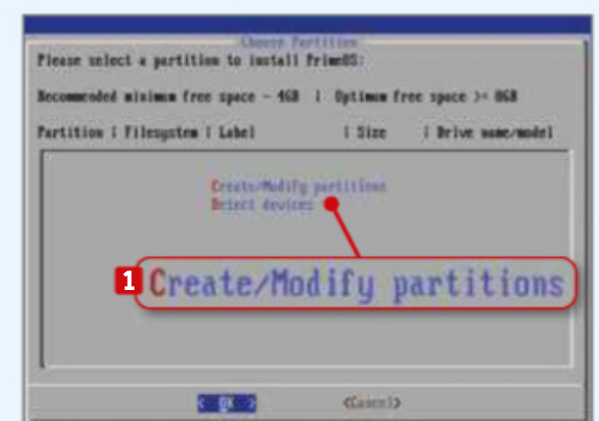 Choose Partition
Please select a partition to install PrimeOS:
Recommended minimum free space - 4GB | Optimum free space >= 8GB
Partition | Filesystem | Label | Size | Drive name/model
Create/Modify partitions
Detect devices
1 Create/Modify partitions
< OK > <Cancel>